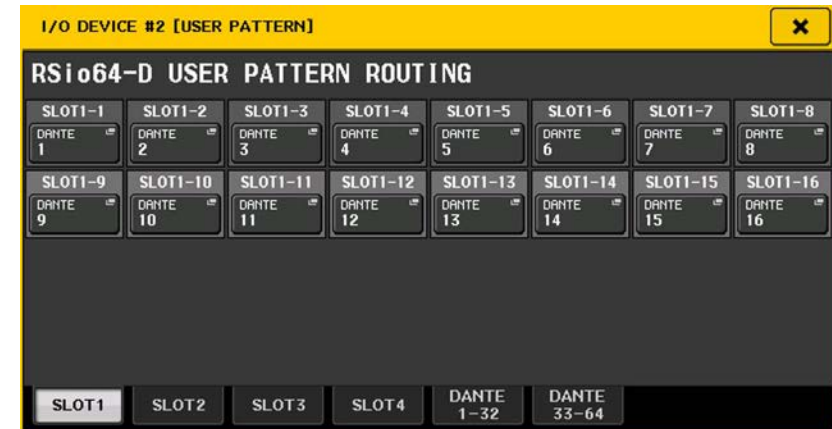 I/O DEVICE #2 [USER PATTERN]
RSio64-D USER PATTERN ROUTING
SLOT1-1 SLOT1-2 SLOT1-3 SLOT1-4 SLOT1-5 SLOT1-6 SLOT1-7 SLOT1-8
DANTE DANTE DANTE DANTE DANTE DANTE DANTE DANTE
1 2 3 4 5 6 7 8
SLOT1-9 SLOT1-10 SLOT1-11 SLOT1-12 SLOT1-13 SLOT1-14 SLOT1-15 SLOT1-16
DANTE DANTE DANTE DANTE DANTE DANTE DANTE DANTE
9 10 11 12 13 14 15 16
SLOT1 SLOT2 SLOT3 SLOT4 DANTE 1-32 DANTE 33-64